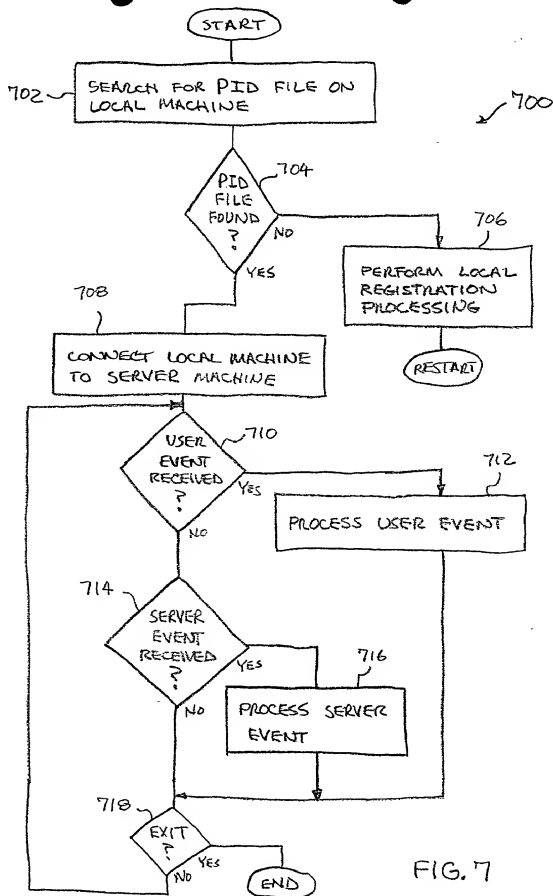 START
702
SEARCH FOR PID FILE ON
LOCAL MACHINE
700
704
PID
FILE
FOUND
?
NO
YES
706
PERFORM LOCAL
REGISTRATION
PROCESSING
RESTART
708
CONNECT LOCAL MACHINE
TO SERVER MACHINE
710
USER
EVENT
RECEIVED
?
YES
NO
712
PROCESS USER EVENT
714
SERVER
EVENT
RECEIVED
?
YES
NO
716
PROCESS SERVER
EVENT
718
EXIT
?
YES
NO
END
FIG. 7